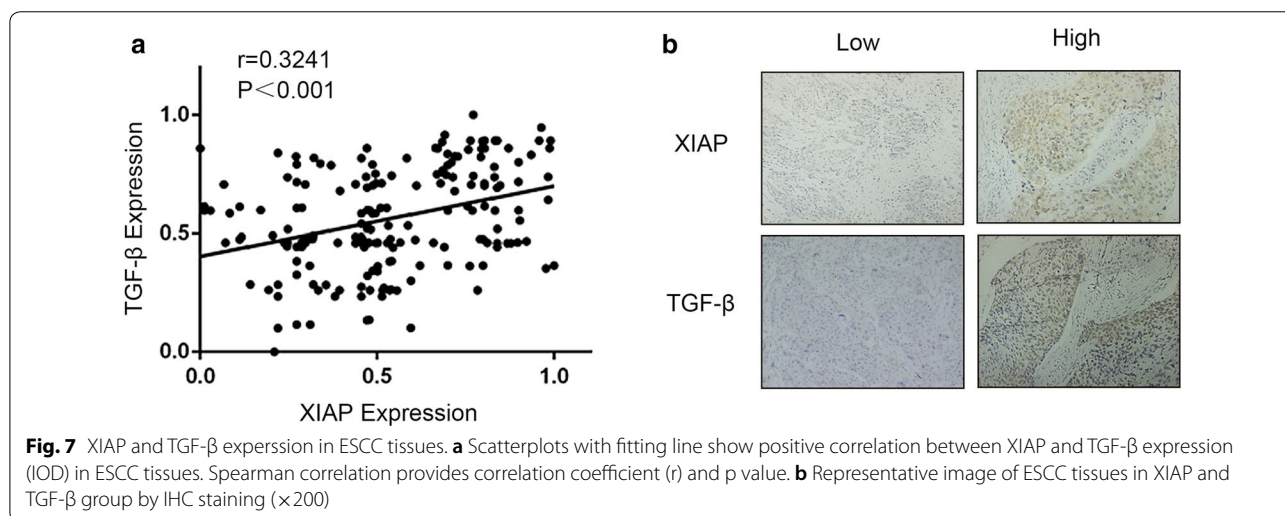 a
r=0.3241
P<0.001
1.0
0.5
0.0
TGF-β Expression
0.0 0.5 1.0
XIAP Expression
b
Low High
XIAP
TGF-β
Fig. 7 XIAP and TGF-β experssion in ESCC tissues. a Scatterplots with fitting line show positive correlation between XIAP and TGF-β expression
(IOD) in ESCC tissues. Spearman correlation provides correlation coefficient (r) and p value. b Representative image of ESCC tissues in XIAP and
TGF-β group by IHC staining (×200)